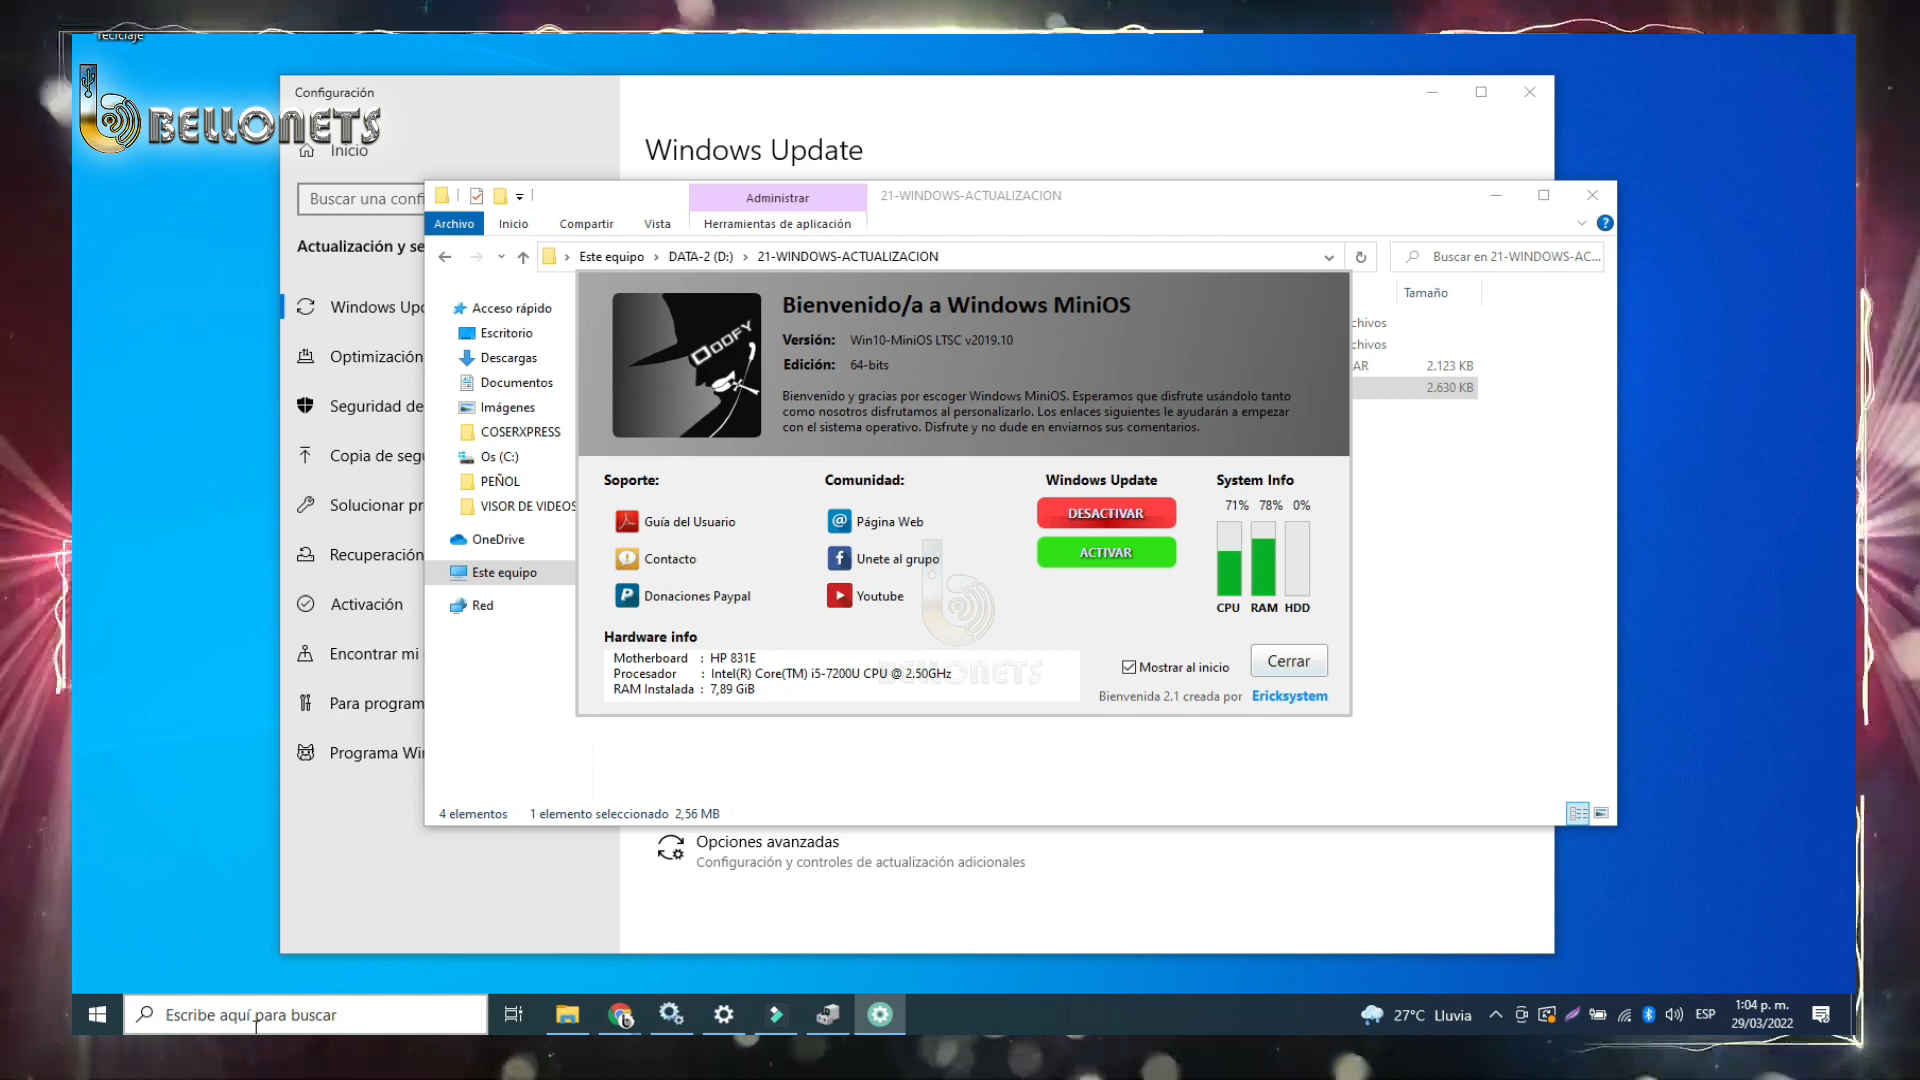 reciclaje
BELLONETS
Configuración
Inicio
Buscar una confi
Actualización y se
Windows Upd
Optimización
Seguridad de
Copia de segu
Solucionar pr
Recuperación
Activación
Encontrar mi
Para program
Programa Wi
Windows Update
Administrar
21-WINDOWS-ACTUALIZACION
Archivo
Inicio
Compartir
Vista
Herramientas de aplicación
Este equipo > DATA-2 (D:) > 21-WINDOWS-ACTUALIZACION
Buscar en 21-WINDOWS-AC...
Acceso rápido
Escritorio
Descargas
Documentos
Imágenes
COSERXPRESS
Os (C:)
PEÑOL
VISOR DE VIDEOS
OneDrive
Este equipo
Red
Tamaño
chivos
chivos
AR 2.123 KB
2.630 KB
OOOFY
Bienvenido/a a Windows MiniOS
Versión: Win10-MiniOS LTSC v2019.10
Edición: 64-bits
Bienvenido y gracias por escoger Windows MiniOS. Esperamos que disfrute usándolo tanto
como nosotros disfrutamos al personalizarlo. Los enlaces siguientes le ayudarán a empezar
con el sistema operativo. Disfrute y no dude en enviarnos sus comentarios.
Soporte:
Guía del Usuario
Contacto
Donaciones Paypal
Comunidad:
Página Web
Unete al grupo
Youtube
Windows Update
DESACTIVAR
ACTIVAR
System Info
71% 78% 0%
CPU RAM HDD
Hardware info
Motherboard : HP 831E
Procesador : Intel(R) Core(TM) i5-7200U CPU @ 2.50GHz
RAM Instalada : 7,89 GiB
BELLONETS
Mostrar al inicio
Cerrar
Bienvenida 2.1 creada por Ericksystem
4 elementos
1 elemento seleccionado 2,56 MB
Opciones avanzadas
Configuración y controles de actualización adicionales
Escribe aquí para buscar
27°C Lluvia
ESP
1:04 p. m.
29/03/2022